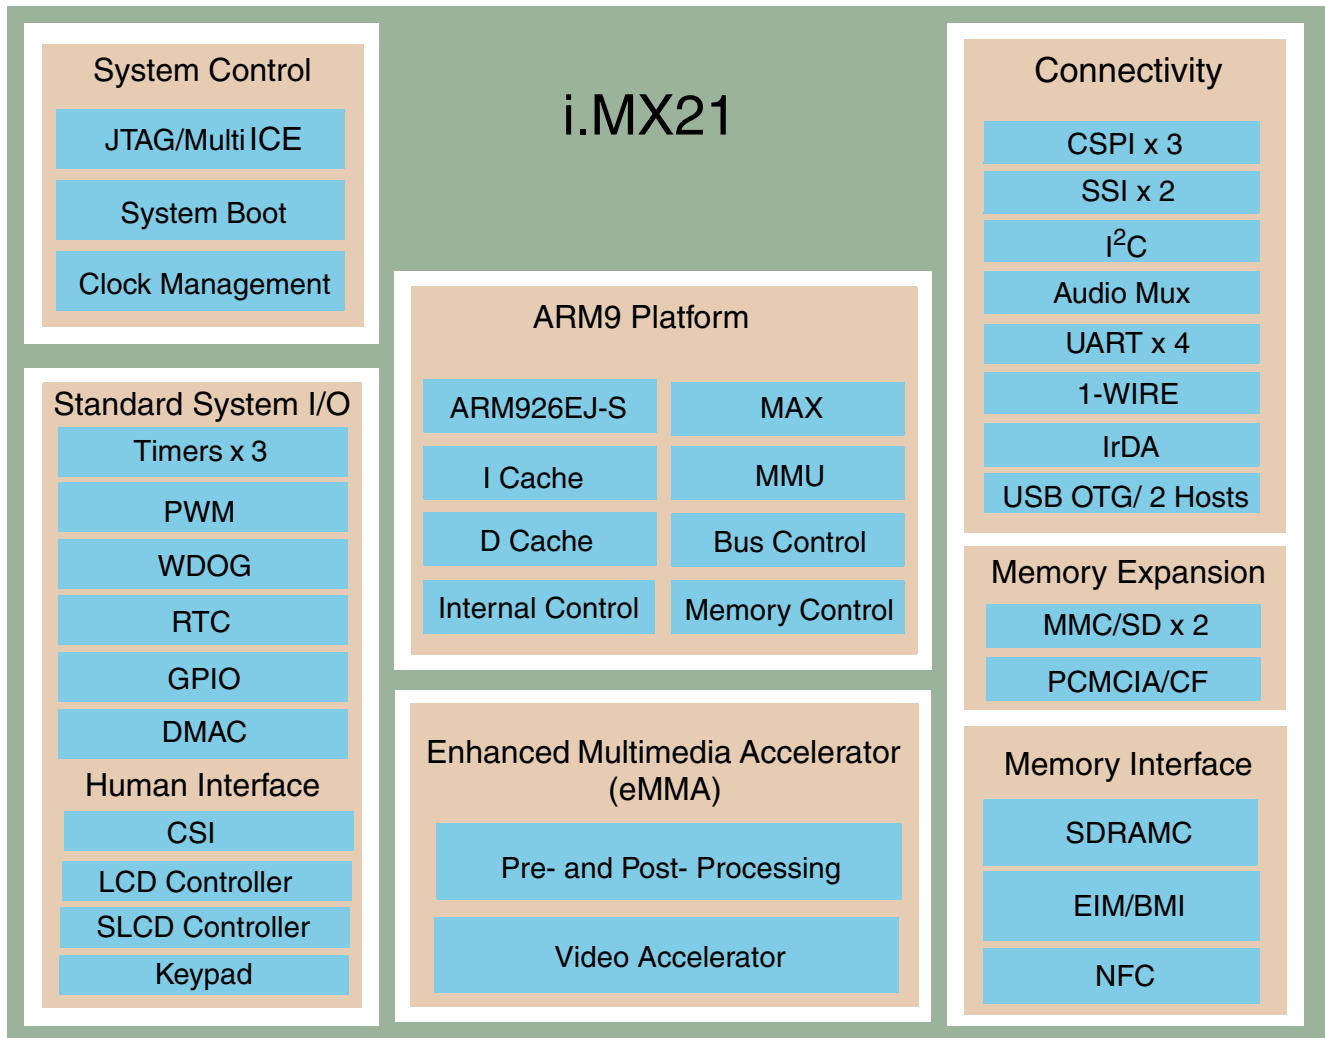 i.MX21
System Control
JTAG/Multi ICE
System Boot
Clock Management
Standard System I/O
Timers x 3
PWM
WDOG
RTC
GPIO
DMAC
Human Interface
CSI
LCD Controller
SLCD Controller
Keypad
ARM9 Platform
ARM926EJ-S
MAX
I Cache
MMU
D Cache
Bus Control
Internal Control
Memory Control
Enhanced Multimedia Accelerator
(eMMA)
Pre- and Post- Processing
Video Accelerator
Connectivity
CSPI x 3
SSI x 2
I²C
Audio Mux
UART x 4
1-WIRE
IrDA
USB OTG/ 2 Hosts
Memory Expansion
MMC/SD x 2
PCMCIA/CF
Memory Interface
SDRAMC
EIM/BMI
NFC